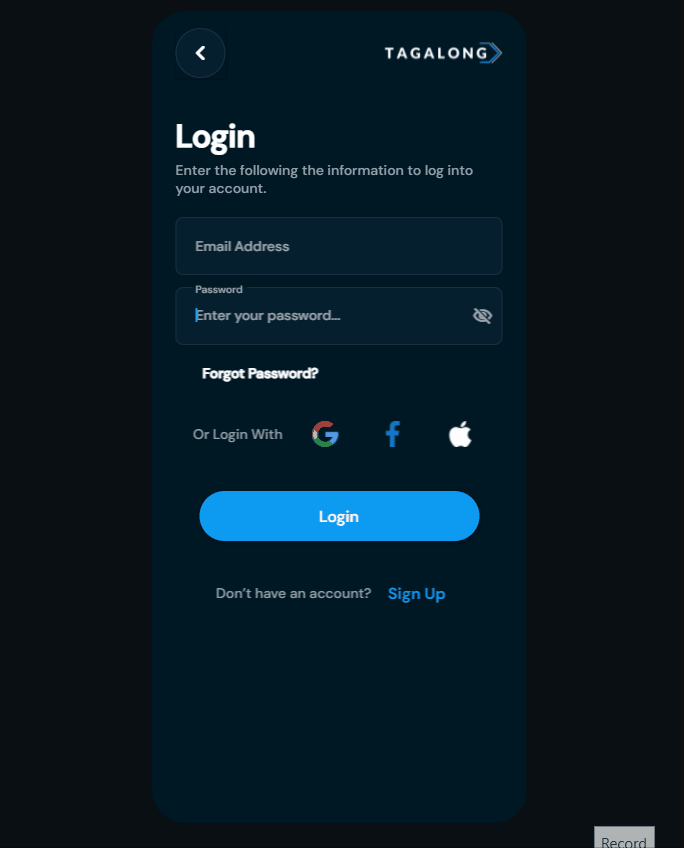 TAGALONG
Login
Enter the following the information to log into
your account.
Email Address
Password
Enter your password...
Forgot Password?
Or Login With
Login
Don't have an account? Sign Up
Record